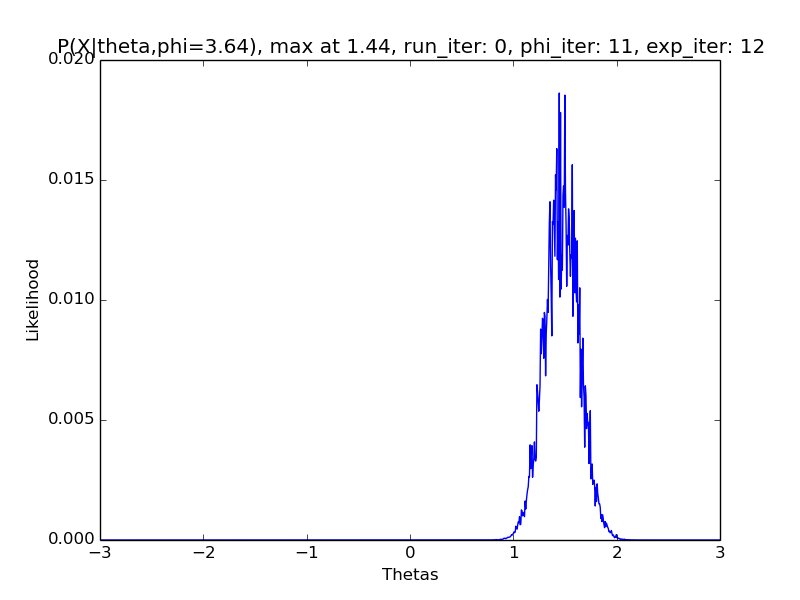 P(X|theta,phi=3.64), max at 1.44, run_iter: 0, phi_iter: 11, exp_iter: 12
0.020
0.015
0.010
0.005
0.000
Likelihood
−3 −2 −1 0 1 2 3
Thetas